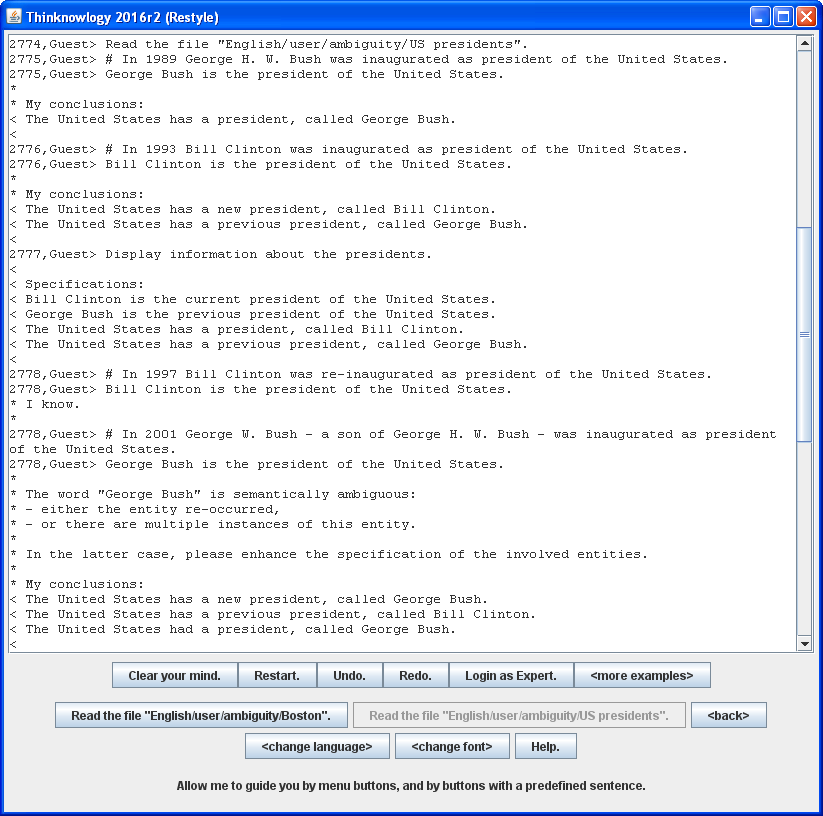 Thinknowlogy 2016r2 (Restyle)
2774,Guest> Read the file "English/user/ambiguity/US presidents".
2775,Guest> # In 1989 George H. W. Bush was inaugurated as president of the United States.
2775,Guest> George Bush is the president of the United States.
*
* My conclusions:
< The United States has a president, called George Bush.
<
2776,Guest> # In 1993 Bill Clinton was inaugurated as president of the United States.
2776,Guest> Bill Clinton is the president of the United States.
*
* My conclusions:
< The United States has a new president, called Bill Clinton.
< The United States has a previous president, called George Bush.
<
2777,Guest> Display information about the presidents.
<
< Specifications:
< Bill Clinton is the current president of the United States.
< George Bush is the previous president of the United States.
< The United States has a president, called Bill Clinton.
< The United States has a previous president, called George Bush.
<
2778,Guest> # In 1997 Bill Clinton was re-inaugurated as president of the United States.
2778,Guest> Bill Clinton is the president of the United States.
* I know.
*
2778,Guest> # In 2001 George W. Bush - a son of George H. W. Bush - was inaugurated as president
of the United States.
2778,Guest> George Bush is the president of the United States.
*
* The word "George Bush" is semantically ambiguous:
* - either the entity re-occurred,
* - or there are multiple instances of this entity.
*
* In the latter case, please enhance the specification of the involved entities.
*
* My conclusions:
< The United States has a new president, called George Bush.
< The United States has a previous president, called Bill Clinton.
< The United States had a president, called George Bush.
<
Clear your mind. Restart. Undo. Redo. Login as Expert. <more examples>
Read the file "English/user/ambiguity/Boston". Read the file "English/user/ambiguity/US presidents". <back>
<change language> <change font> Help.
Allow me to guide you by menu buttons, and by buttons with a predefined sentence.